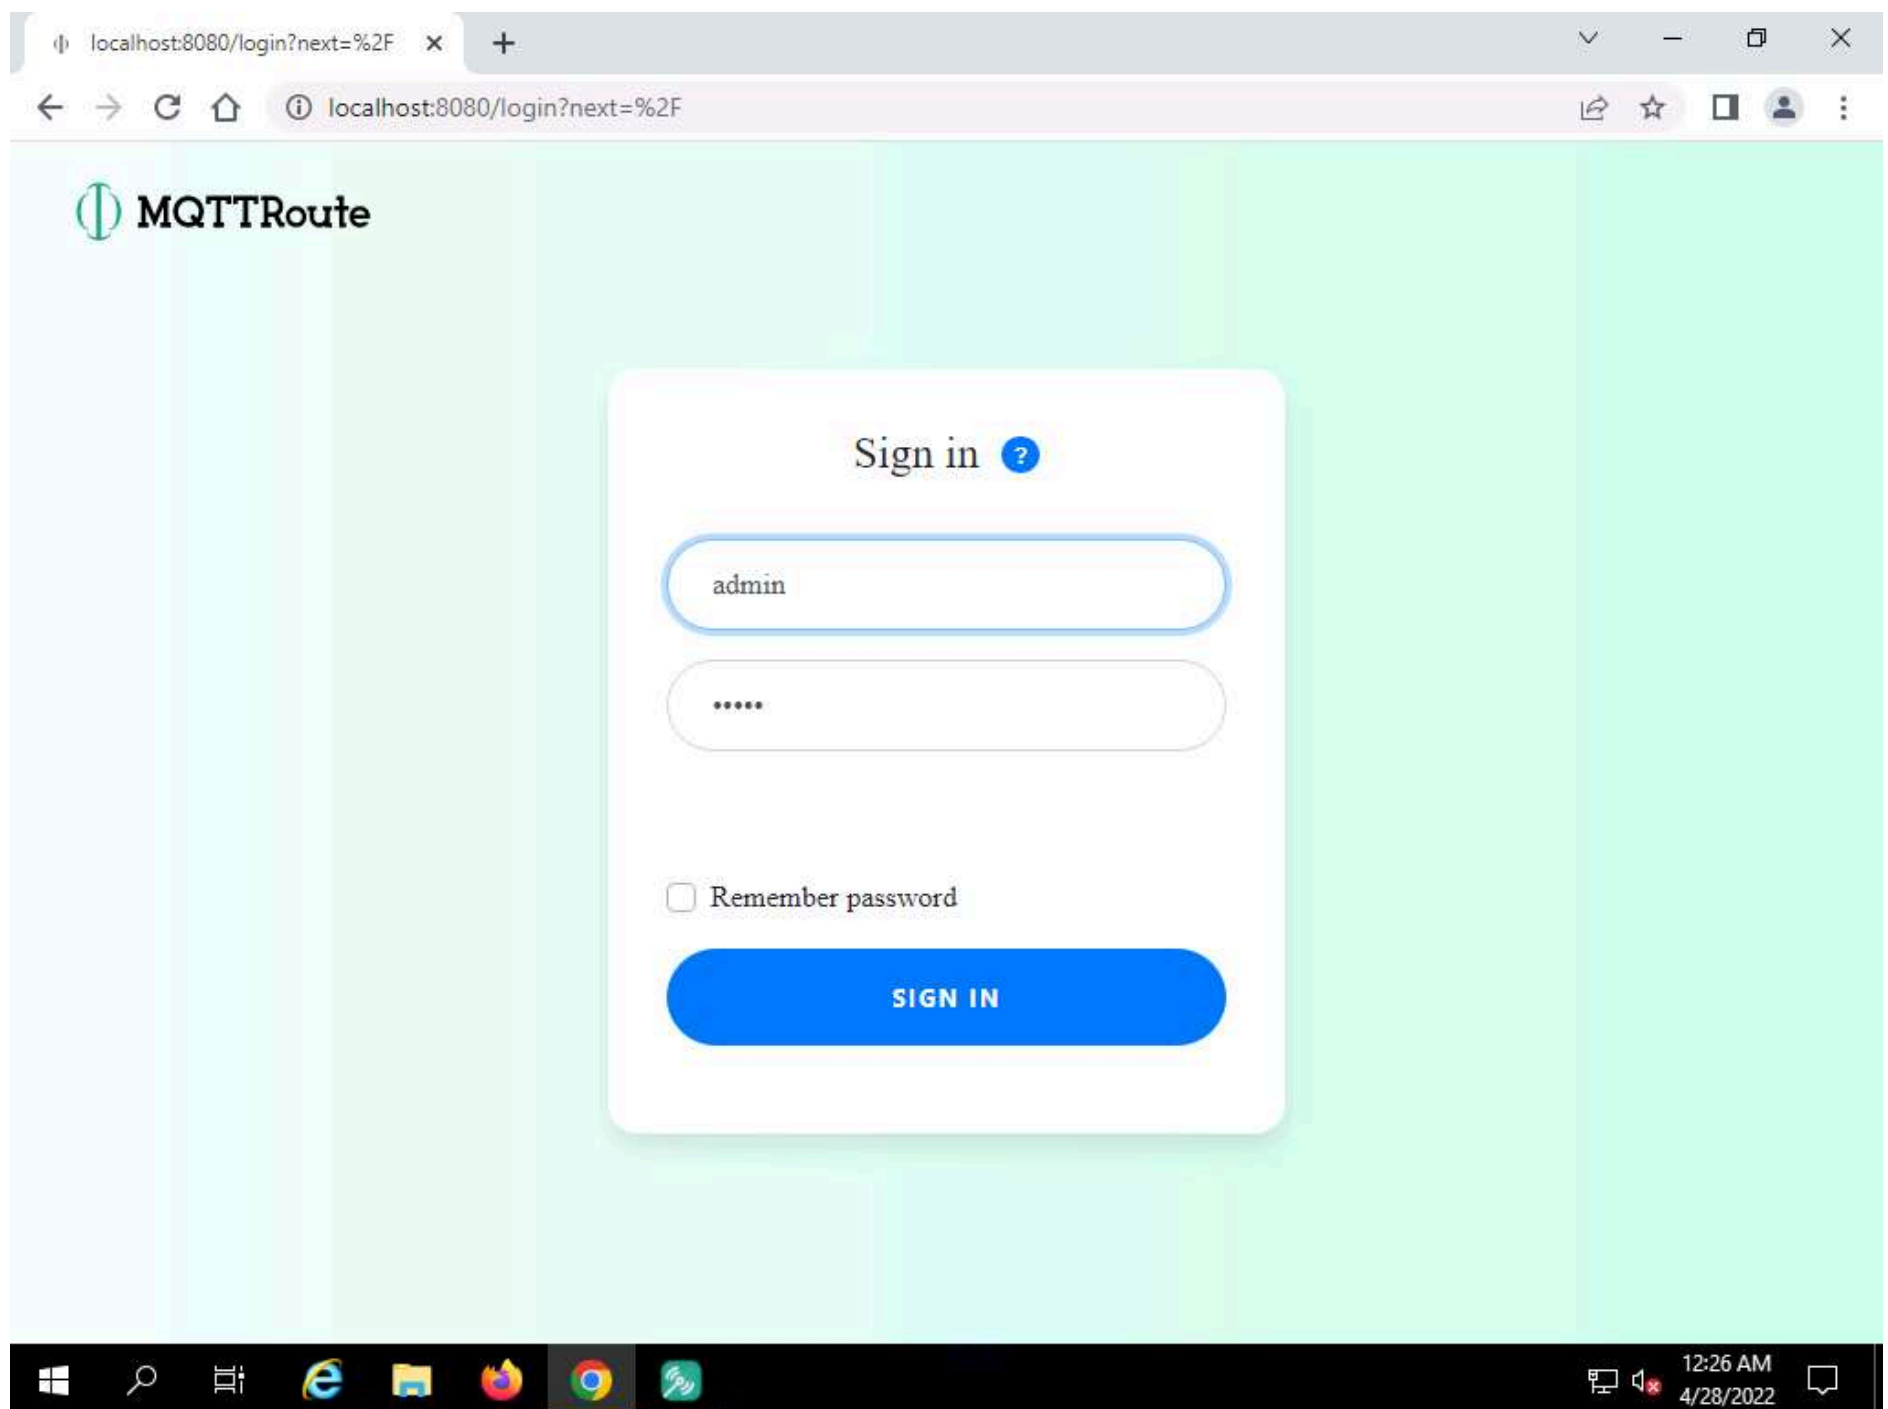 localhost:8080/login?next=%2F
localhost:8080/login?next=%2F
MQTTRoute
Sign in ?
admin
•••••
Remember password
SIGN IN
12:26 AM
4/28/2022